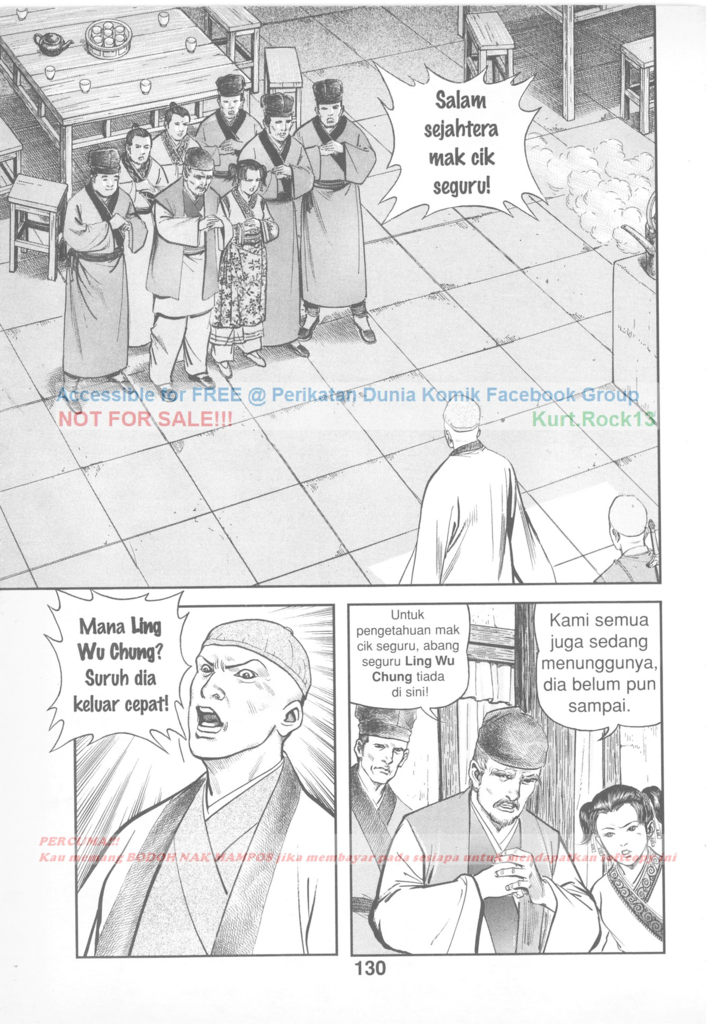 Salam
sejahtera
mak cik
seguru!
Accessible for FREE @ Perikatan Dunia Komik Facebook Group
NOT FOR SALE!!!
Kurt.Rock13
Mana Ling
Wu Chung?
Suruh dia
keluar cepat!
Untuk
pengetahuan mak
cik seguru, abang
seguru Ling Wu
Chung tiada
di sini!
Kami semua
juga sedang
menunggunya,
dia belum pun
sampai.
PERCUMA!!
Kau memang BODOH NAK MAMPOS jika membayar pada sesiapa untuk mendapatkan softcopy ini
130